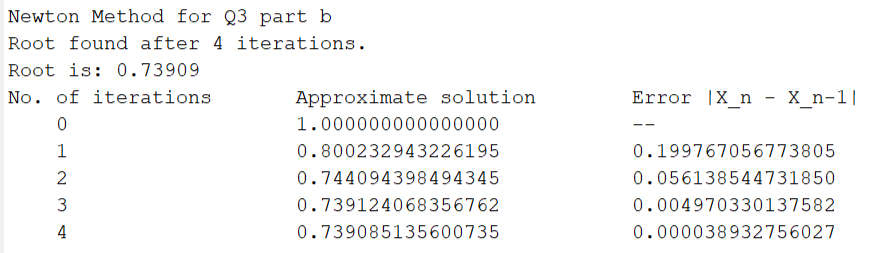 Newton Method for Q3 part b
Root found after 4 iterations.
Root is: 0.73909
No. of iterations Approximate solution Error |X_n - X_n-1|
0 1.000000000000000 --
1 0.800232943226195 0.199767056773805
2 0.744094398494345 0.056138544731850
3 0.739124068356762 0.004970330137582
4 0.739085135600735 0.000038932756027